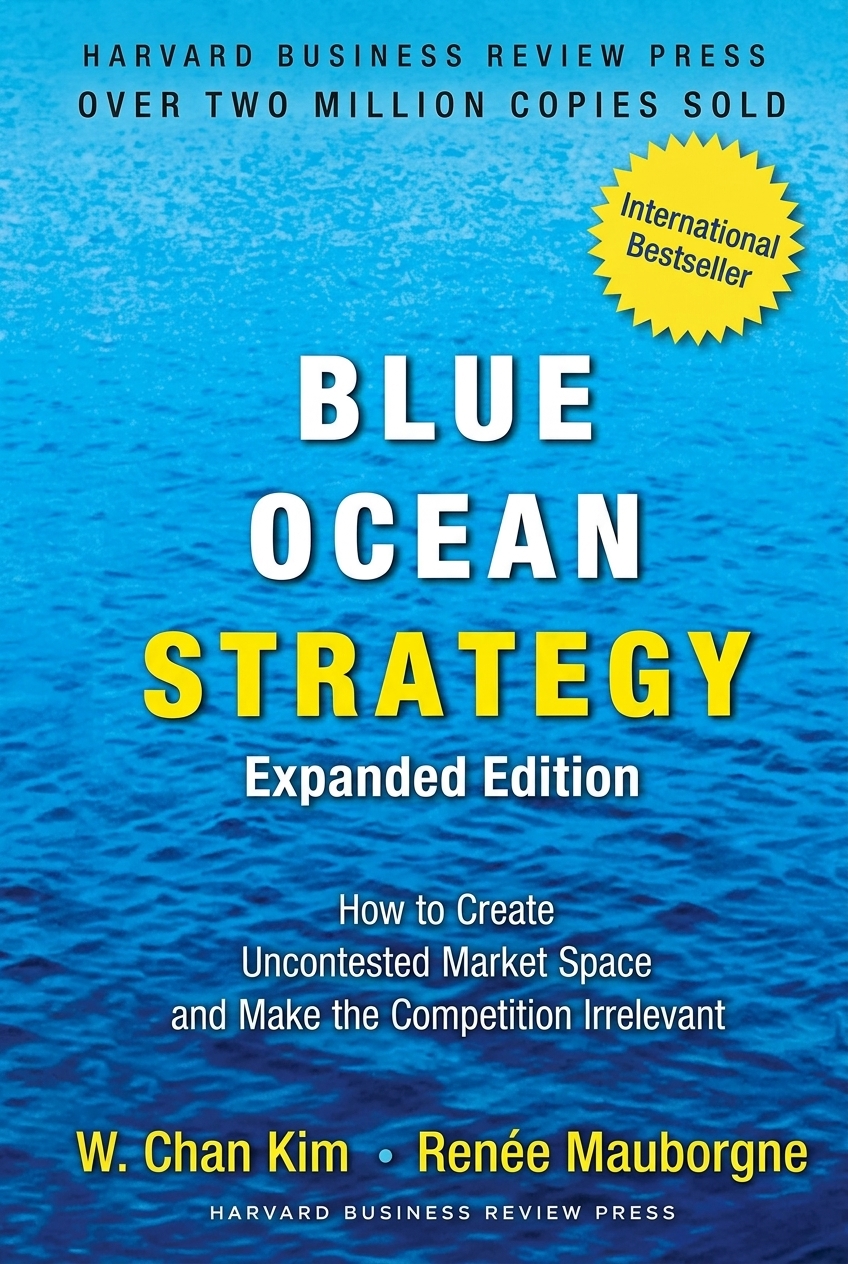 HARVARD BUSINESS REVIEW PRESS
OVER TWO MILLION COPIES SOLD
International
Bestseller
BLUE
OCEAN
STRATEGY
Expanded Edition
How to Create
Uncontested Market Space
and Make the Competition Irrelevant
W. Chan Kim • Renée Mauborgne
HARVARD BUSINESS REVIEW PRESS